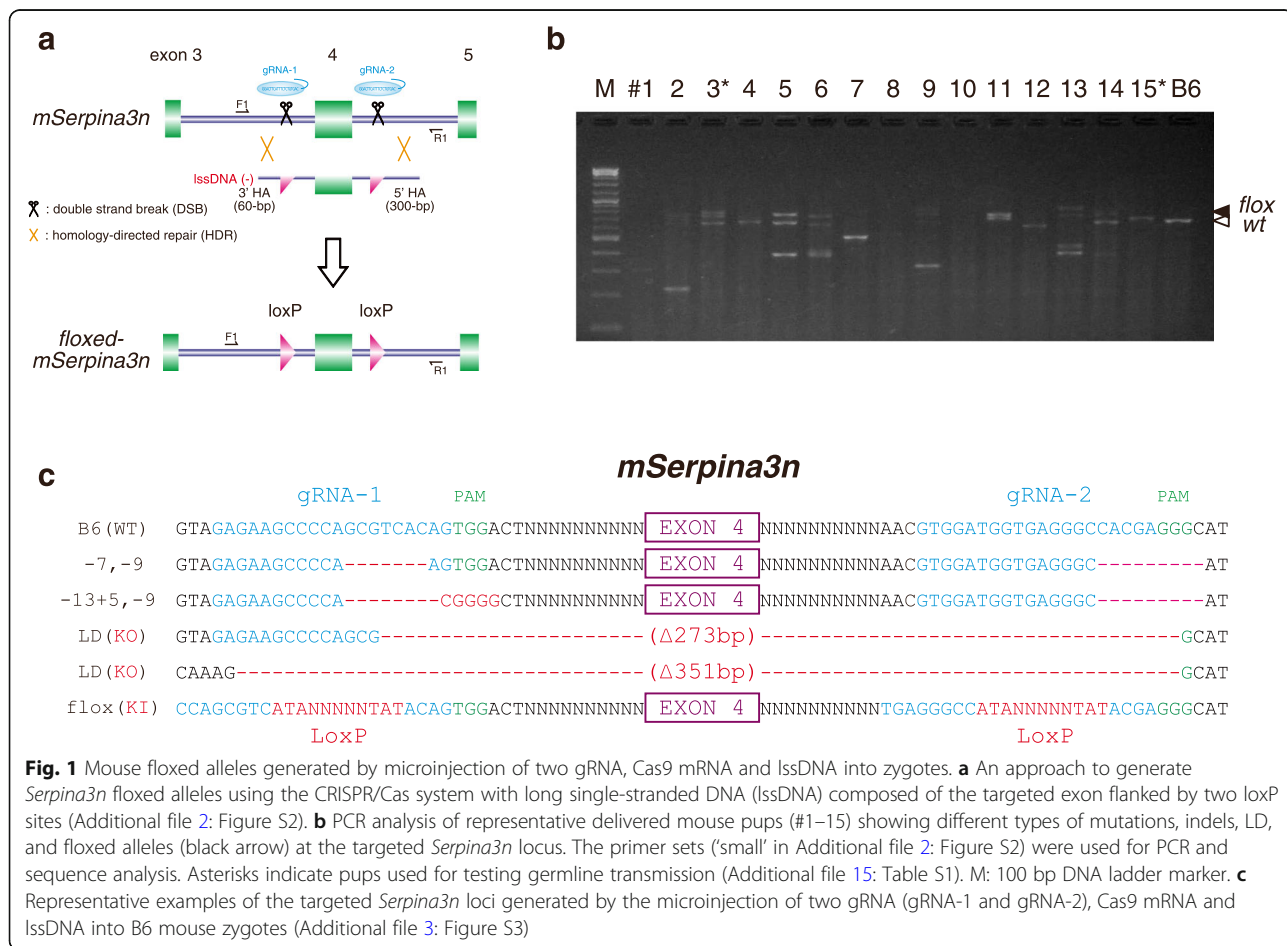 a
exon 3 4 5
gRNA-1 gRNA-2
F1
mSerpina3n
R1
lssDNA (-)
3' HA
(60-bp)
5' HA
(300-bp)
: double strand break (DSB)
: homology-directed repair (HDR)
loxP loxP
F1
floxed-
mSerpina3n
R1
b
M #1 2 3* 4 5 6 7 8 9 10 11 12 13 14 15* B6
flox
wt
c
mSerpina3n
gRNA-1 PAM gRNA-2 PAM
B6(WT) GTAGAGAAGCCCCAGCGTCACAGTGGACTNNNNNNNNNN EXON 4 NNNNNNNNNNAACGTGGATGGTGAGGGCCACGAGGGCAT
-7,-9 GTAGAGAAGCCCCA-------AGTGGACTNNNNNNNNNN EXON 4 NNNNNNNNNNAACGTGGATGGTGAGGGC---------AT
-13+5,-9 GTAGAGAAGCCCCA--------CGGGGCTNNNNNNNNNN EXON 4 NNNNNNNNNNAACGTGGATGGTGAGGGC---------AT
LD(KO) GTAGAGAAGCCCCAGCG----------------------(Δ273bp)-----------------------------------GCAT
LD(KO) CAAAG----------------------------------(Δ351bp)-----------------------------------GCAT
flox(KI) CCAGCGTCATANNNNNTATACAGTGGACTNNNNNNNNNN EXON 4 NNNNNNNNNNTGAGGGCCATANNNNNTATACGAGGGCAT
LoxP LoxP
Fig. 1 Mouse floxed alleles generated by microinjection of two gRNA, Cas9 mRNA and lssDNA into zygotes. a An approach to generate
Serpina3n floxed alleles using the CRISPR/Cas system with long single-stranded DNA (lssDNA) composed of the targeted exon flanked by two loxP
sites (Additional file 2: Figure S2). b PCR analysis of representative delivered mouse pups (#1–15) showing different types of mutations, indels, LD,
and floxed alleles (black arrow) at the targeted Serpina3n locus. The primer sets ('small' in Additional file 2: Figure S2) were used for PCR and
sequence analysis. Asterisks indicate pups used for testing germline transmission (Additional file 15: Table S1). M: 100 bp DNA ladder marker. c
Representative examples of the targeted Serpina3n loci generated by the microinjection of two gRNA (gRNA-1 and gRNA-2), Cas9 mRNA and
lssDNA into B6 mouse zygotes (Additional file 3: Figure S3)